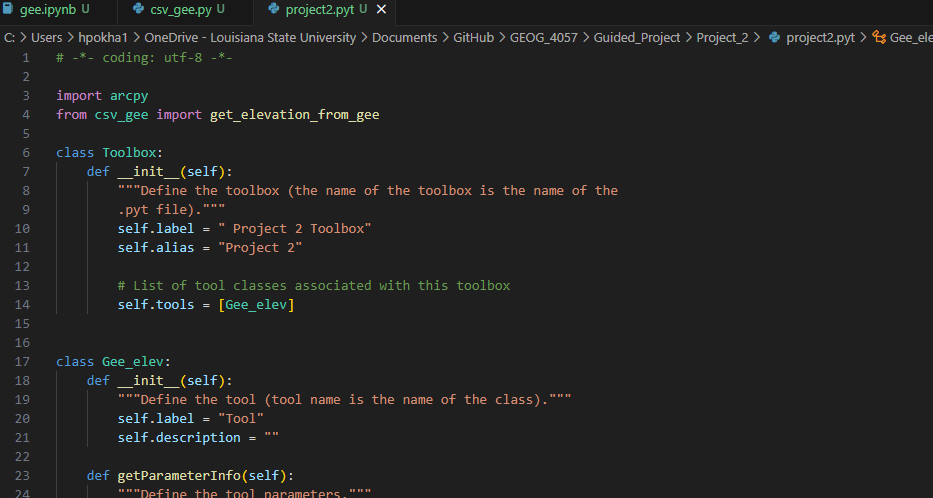 gee.ipynb U csv_gee.py U project2.pyt U
C: > Users > hpokha1 > OneDrive - Louisiana State University > Documents > GitHub > GEOG_4057 > Guided_Project > Project_2 > project2.pyt > Gee_ele
1 # -*- coding: utf-8 -*-
2
3 import arcpy
4 from csv_gee import get_elevation_from_gee
5
6 class Toolbox:
7 def __init__(self):
8 """Define the toolbox (the name of the toolbox is the name of the
9 .pyt file)."""
10 self.label = " Project 2 Toolbox"
11 self.alias = "Project 2"
12
13 # List of tool classes associated with this toolbox
14 self.tools = [Gee_elev]
15
16
17 class Gee_elev:
18 def __init__(self):
19 """Define the tool (tool name is the name of the class)."""
20 self.label = "Tool"
21 self.description = ""
22
23 def getParameterInfo(self):
24 """Define the tool parameters."""